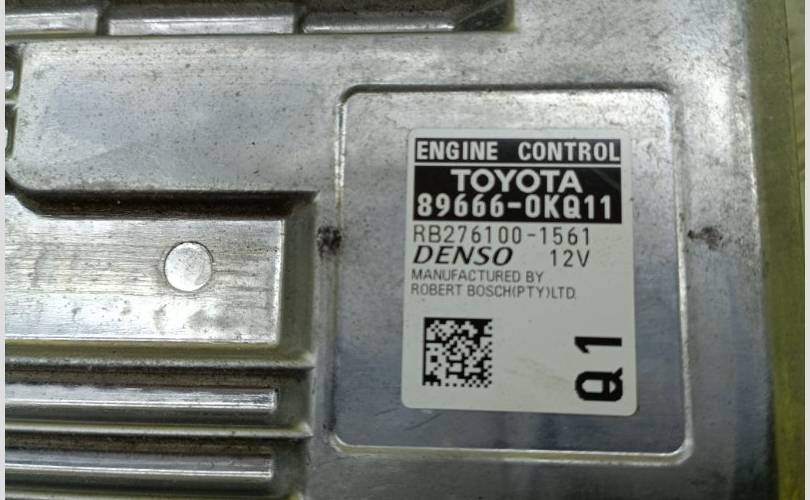 ENGINE CONTROL
TOYOTA
89666-0KQ11
RB276100-1561
DENSO 12V
MANUFACTURED BY
ROBERT BOSCH(PTY)LTD.
Q1